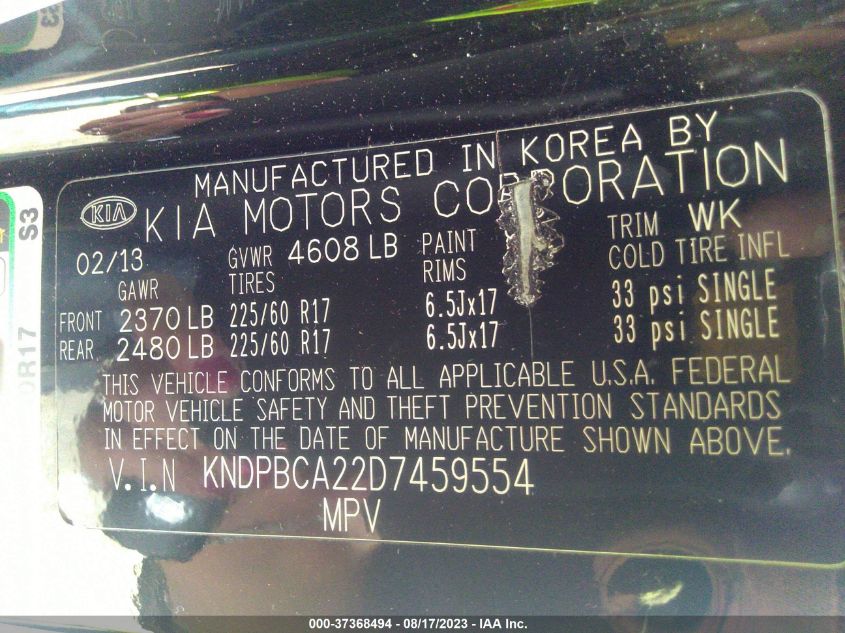 MANUFACTURED IN KOREA BY
KIA KIA MOTORS CORPORATION
02/13 GVWR 4608 LB PAINT TRIM WK
GAWR TIRES RIMS COLD TIRE INFL
FRONT 2370 LB 225/60 R17 6.5Jx17 33 psi SINGLE
REAR. 2480 LB 225/60 R17 6.5Jx17 33 psi SINGLE
THIS VEHICLE CONFORMS TO ALL APPLICABLE U.S.A. FEDERAL
MOTOR VEHICLE SAFETY AND THEFT PREVENTION STANDARDS
IN EFFECT ON THE DATE OF MANUFACTURE SHOWN ABOVE.
V.I.N KNDPBCA22D7459554
MPV
S3
R17
000-37368494 - 08/17/2023 - IAA Inc.